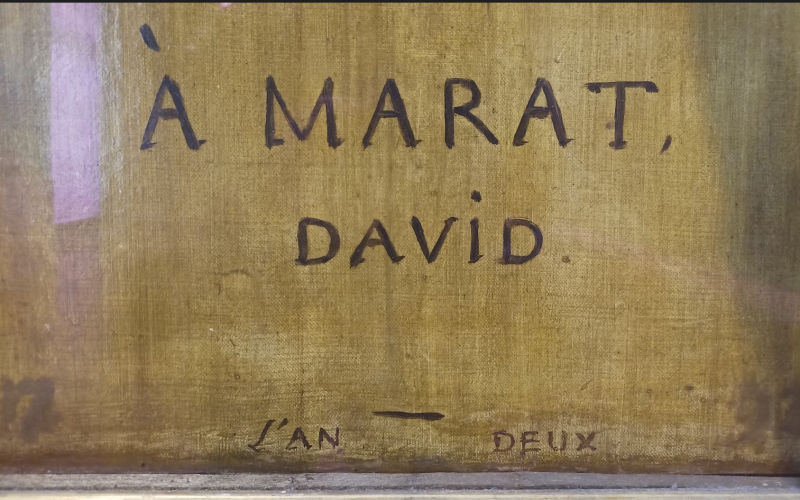 À MARAT,
DAViD.
L'AN DEUX